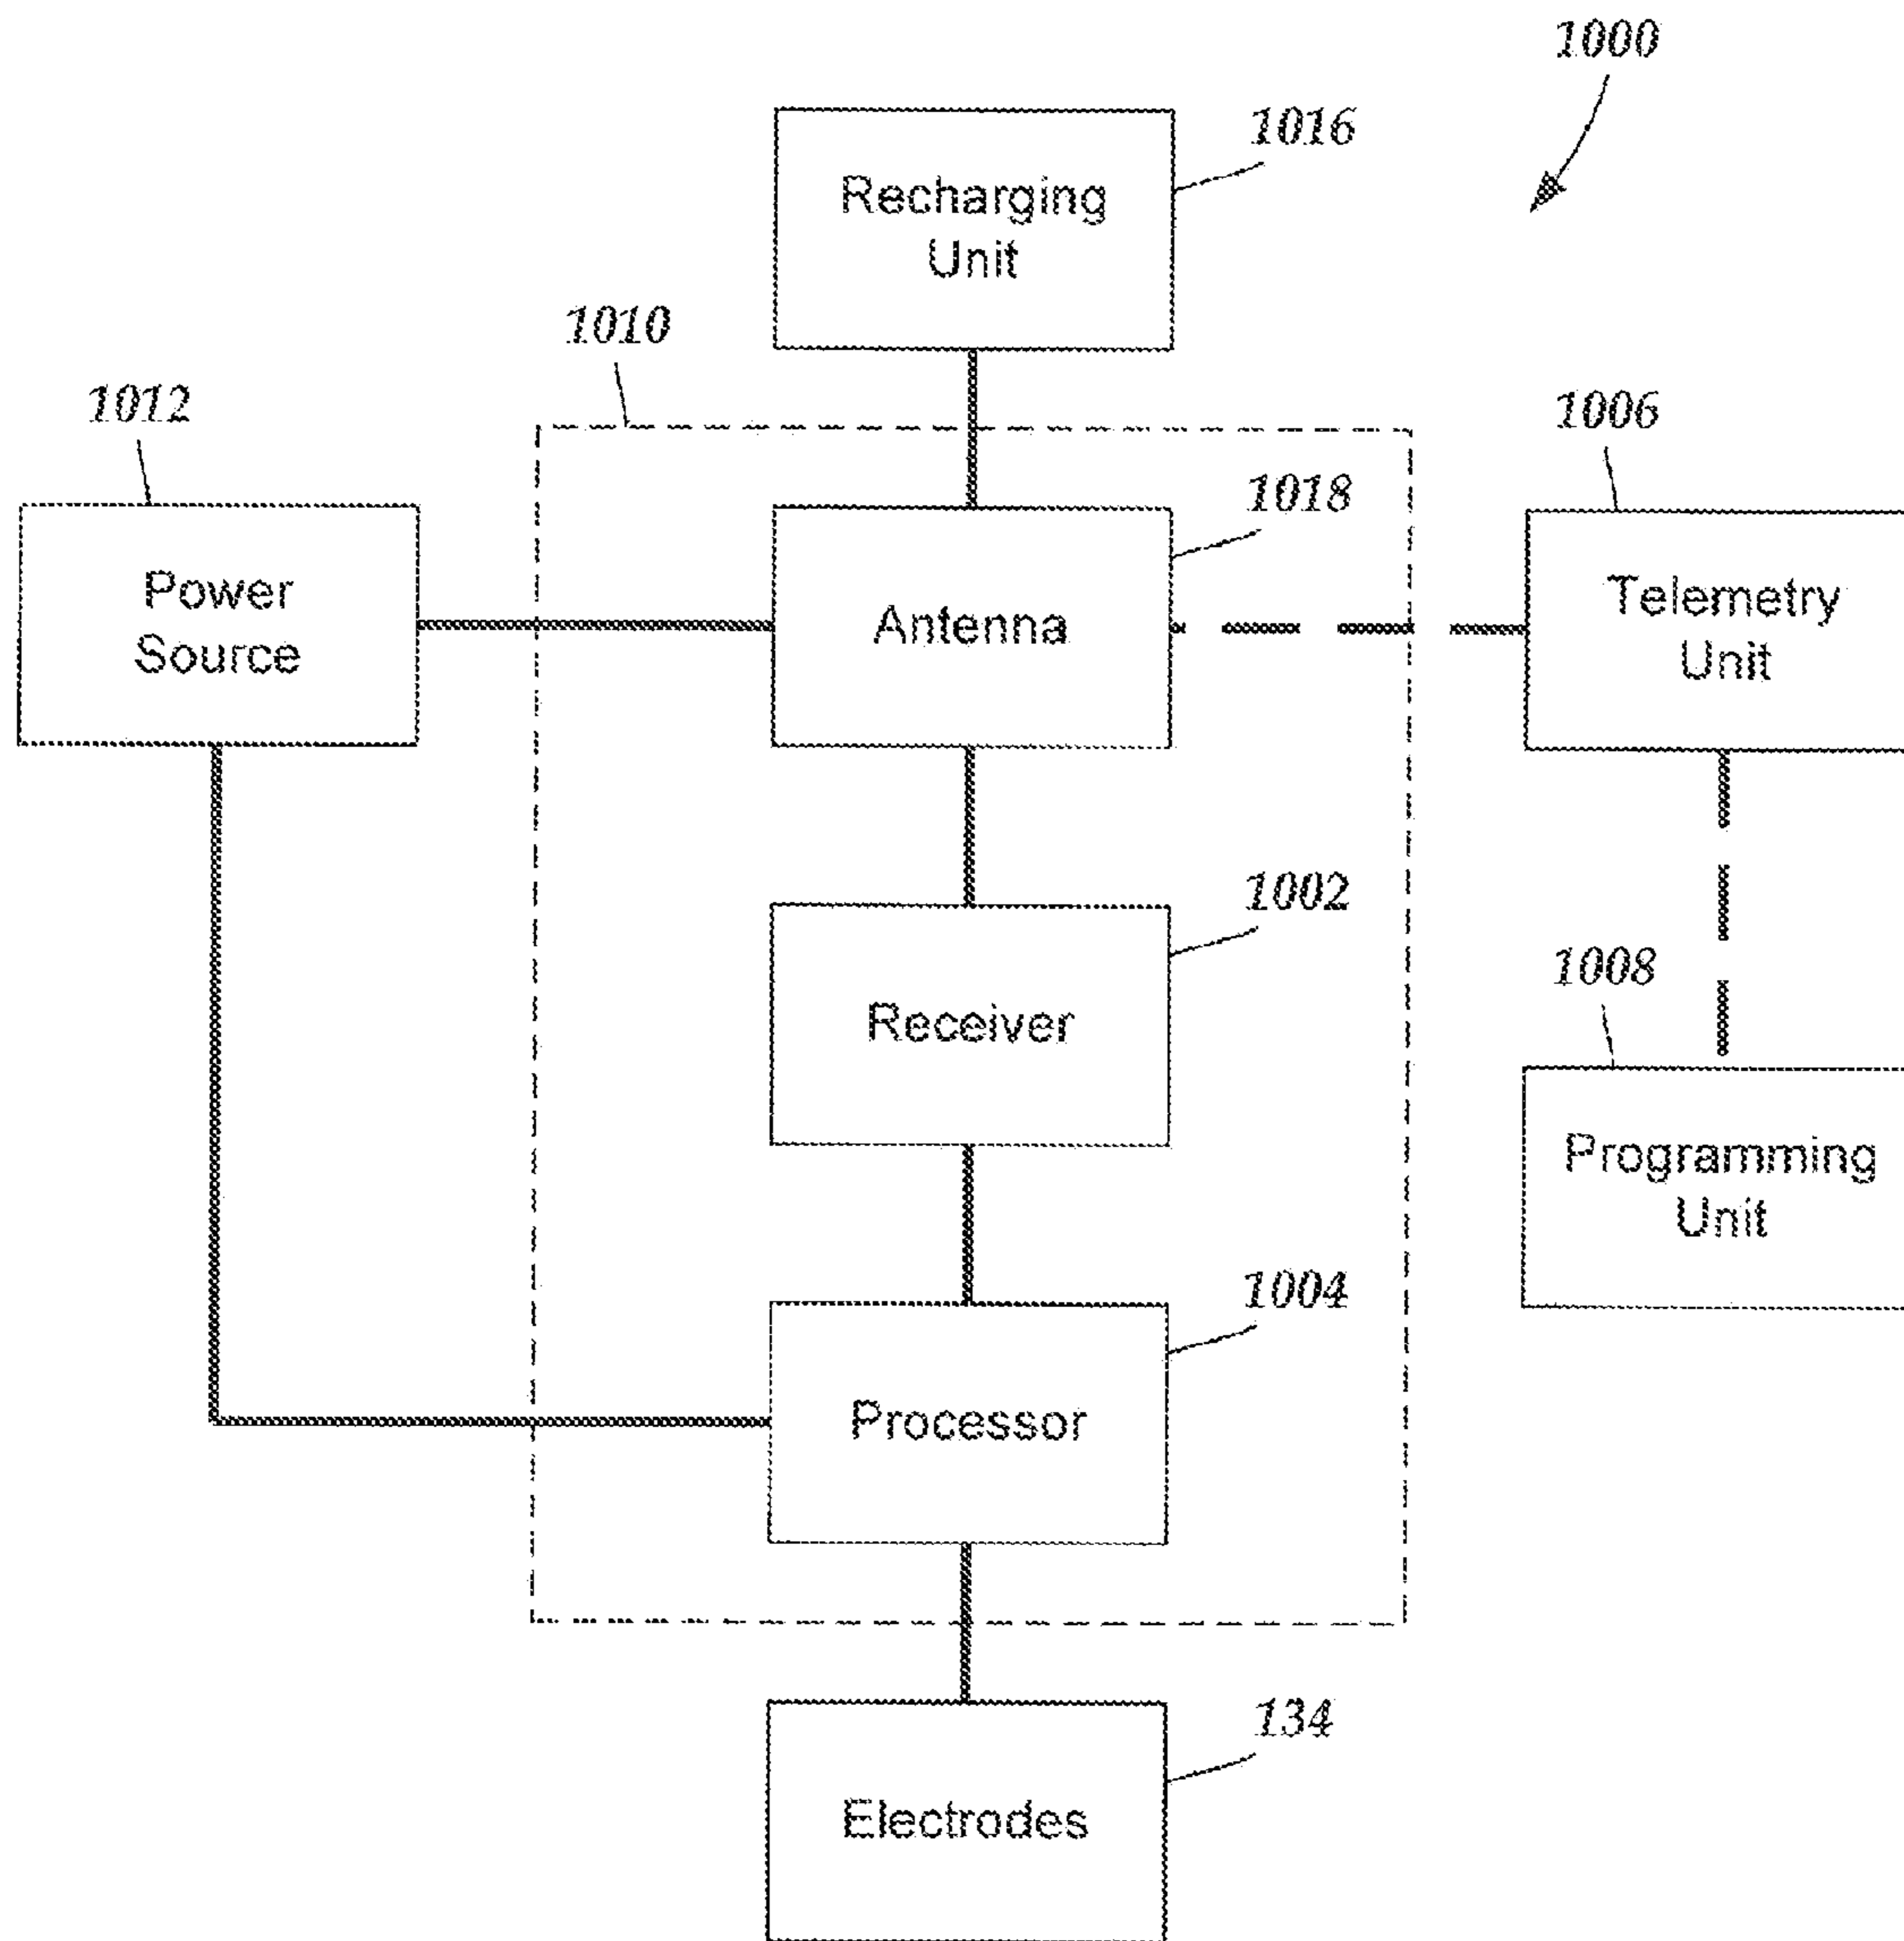 1000
1016
Recharging
Unit
1010
1012
1006
1018
Power
Source
Antenna
Telemetry
Unit
1002
Receiver
1008
Programming
Unit
1004
Processor
134
Electrodes